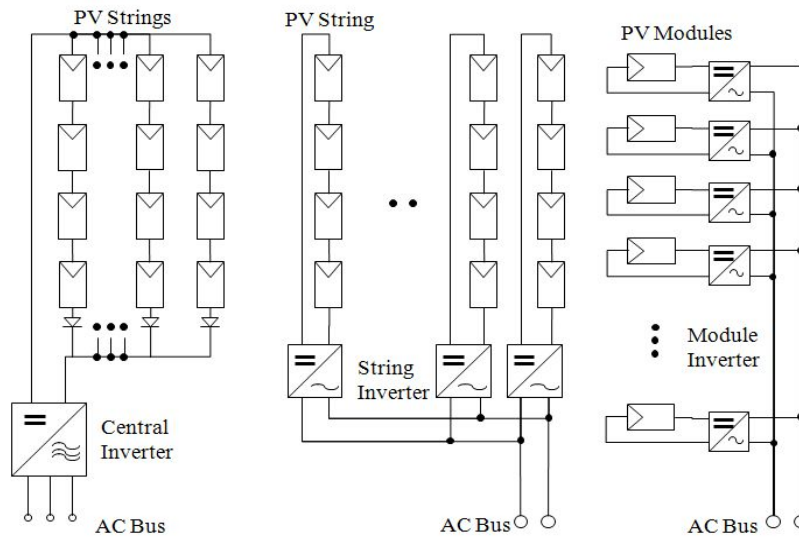 PV Strings
Central
Inverter
AC Bus
PV String
String
Inverter
AC Bus
PV Modules
Module
Inverter
AC Bus